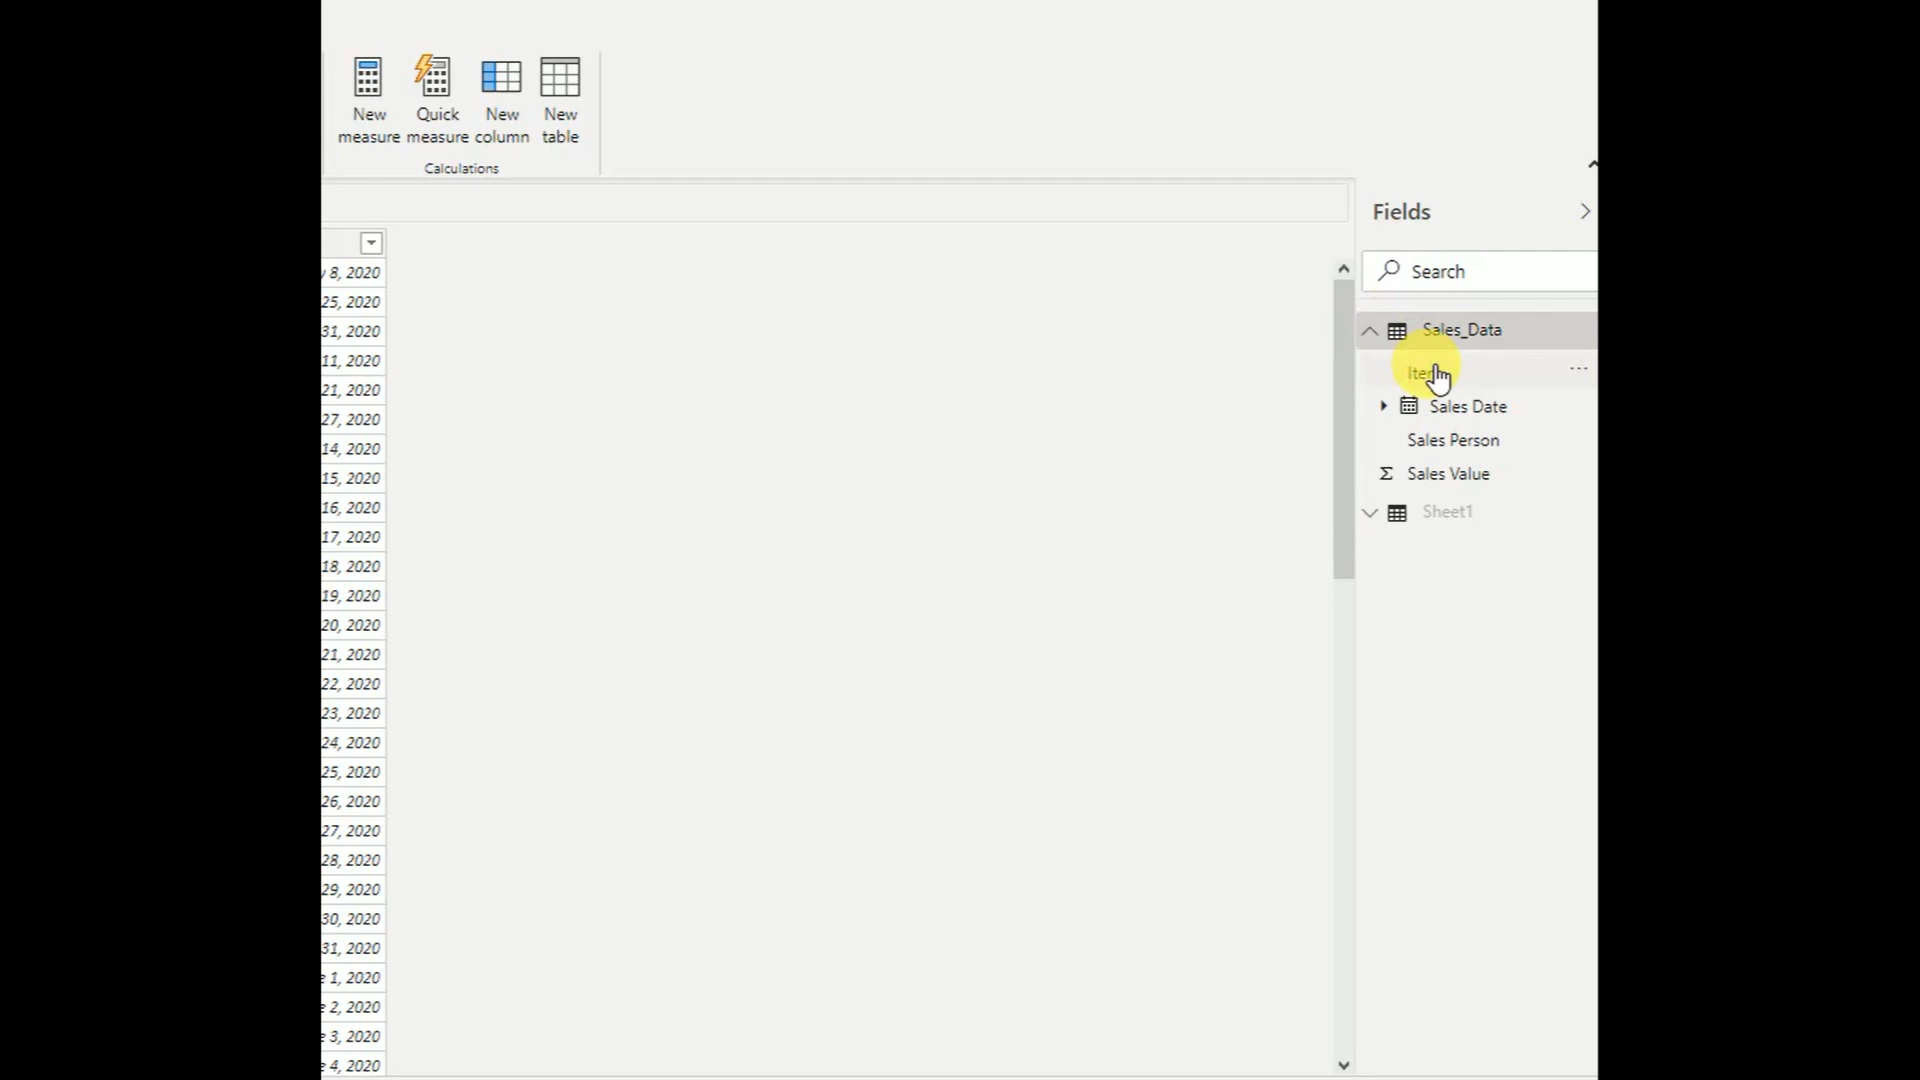 New measure
Quick measure
New column
New table
Calculations
Fields
Search
Sales_Data
Sales Date
Sales Person
Sales Value
Sheet1
8, 2020
25, 2020
31, 2020
11, 2020
21, 2020
27, 2020
14, 2020
15, 2020
16, 2020
17, 2020
18, 2020
19, 2020
20, 2020
21, 2020
22, 2020
23, 2020
24, 2020
25, 2020
26, 2020
27, 2020
28, 2020
29, 2020
30, 2020
31, 2020
1, 2020
2, 2020
3, 2020
4, 2020